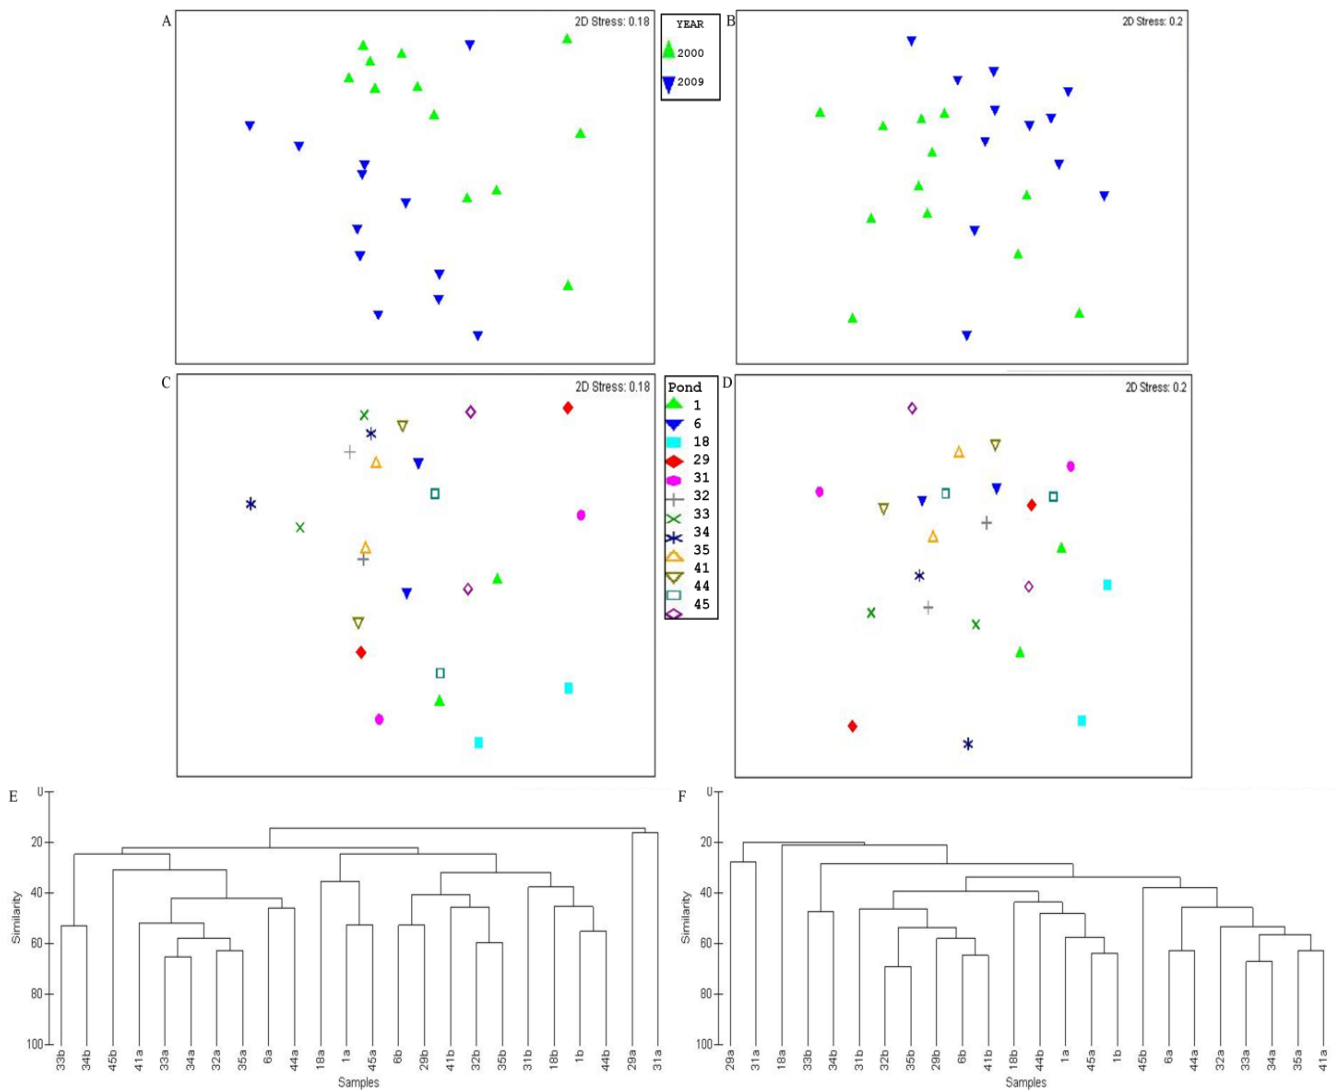 A
2D Stress: 0.18
YEAR
2000
2009
B
2D Stress: 0.2
C
2D Stress: 0.18
Pond
1
6
18
29
31
32
33
34
35
41
44
45
D
2D Stress: 0.2
E
0
20
40
60
80
100
Similarity
33b 34b 45b 41a 33a 34a 32a 35a 6a 44a 18a 1a 45a 6b 29b 41b 32b 35b 31b 18b 1b 44b 29a 31a
Samples
F
0
20
40
60
80
100
Similarity
29a 31a 18a 33b 34b 31b 32b 35b 29b 6b 41b 18b 44b 1a 45a 1b 45b 6a 44a 32a 33a 34a 35a 41a
Samples